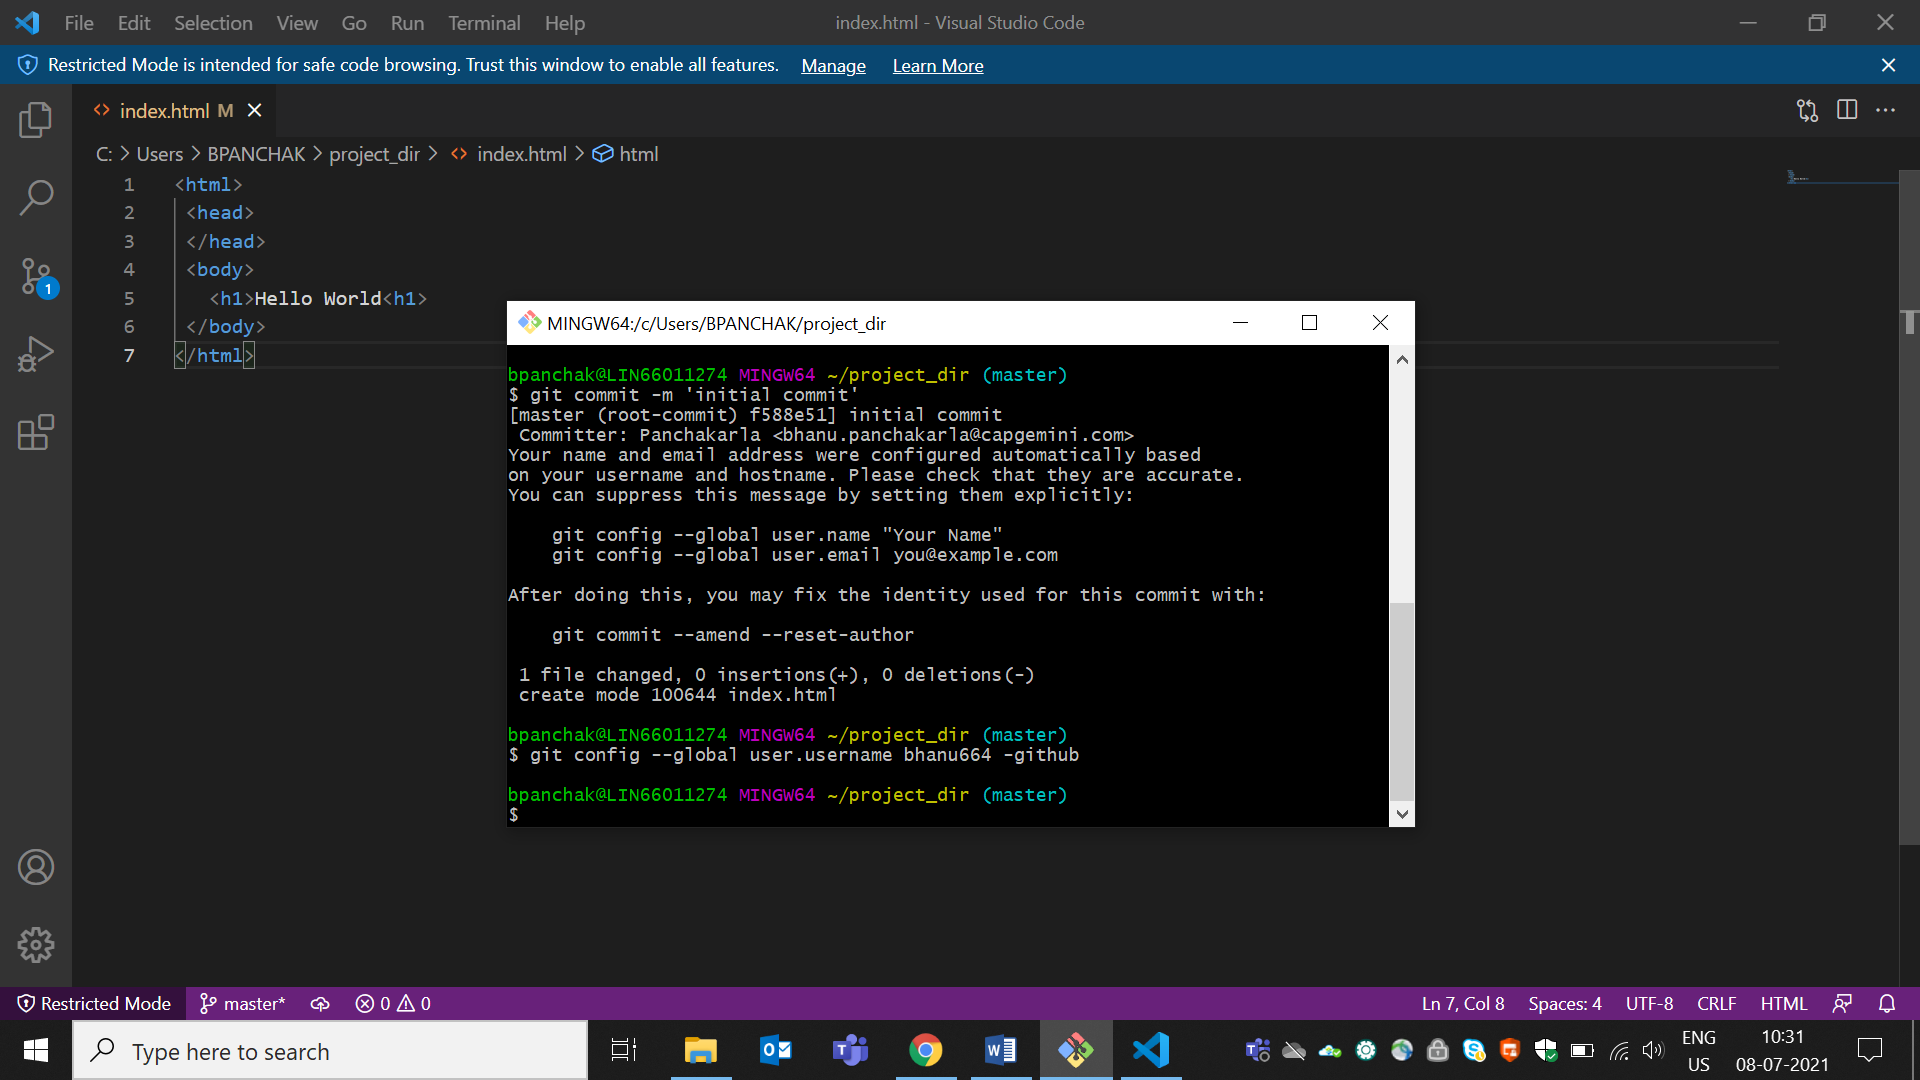 File Edit Selection View Go Run Terminal Help
index.html - Visual Studio Code
Restricted Mode is intended for safe code browsing. Trust this window to enable all features. Manage Learn More
index.html M
C: > Users > BPANCHAK > project_dir > index.html > html
1 <html>
2 <head>
3 </head>
4 <body>
5 <h1>Hello World<h1>
6 </body>
7 </html>
1
MINGW64:/c/Users/BPANCHAK/project_dir
bpanchak@LIN66011274 MINGW64 ~/project_dir (master)
$ git commit -m 'initial commit'
[master (root-commit) f588e51] initial commit
Committer: Panchakarla <bhanu.panchakarla@capgemini.com>
Your name and email address were configured automatically based
on your username and hostname. Please check that they are accurate.
You can suppress this message by setting them explicitly:
git config --global user.name "Your Name"
git config --global user.email you@example.com
After doing this, you may fix the identity used for this commit with:
git commit --amend --reset-author
1 file changed, 0 insertions(+), 0 deletions(-)
create mode 100644 index.html
bpanchak@LIN66011274 MINGW64 ~/project_dir (master)
$ git config --global user.username bhanu664 -github
bpanchak@LIN66011274 MINGW64 ~/project_dir (master)
$
Restricted Mode master* 0 0
Ln 7, Col 8 Spaces: 4 UTF-8 CRLF HTML
Type here to search
ENG
US
10:31
08-07-2021